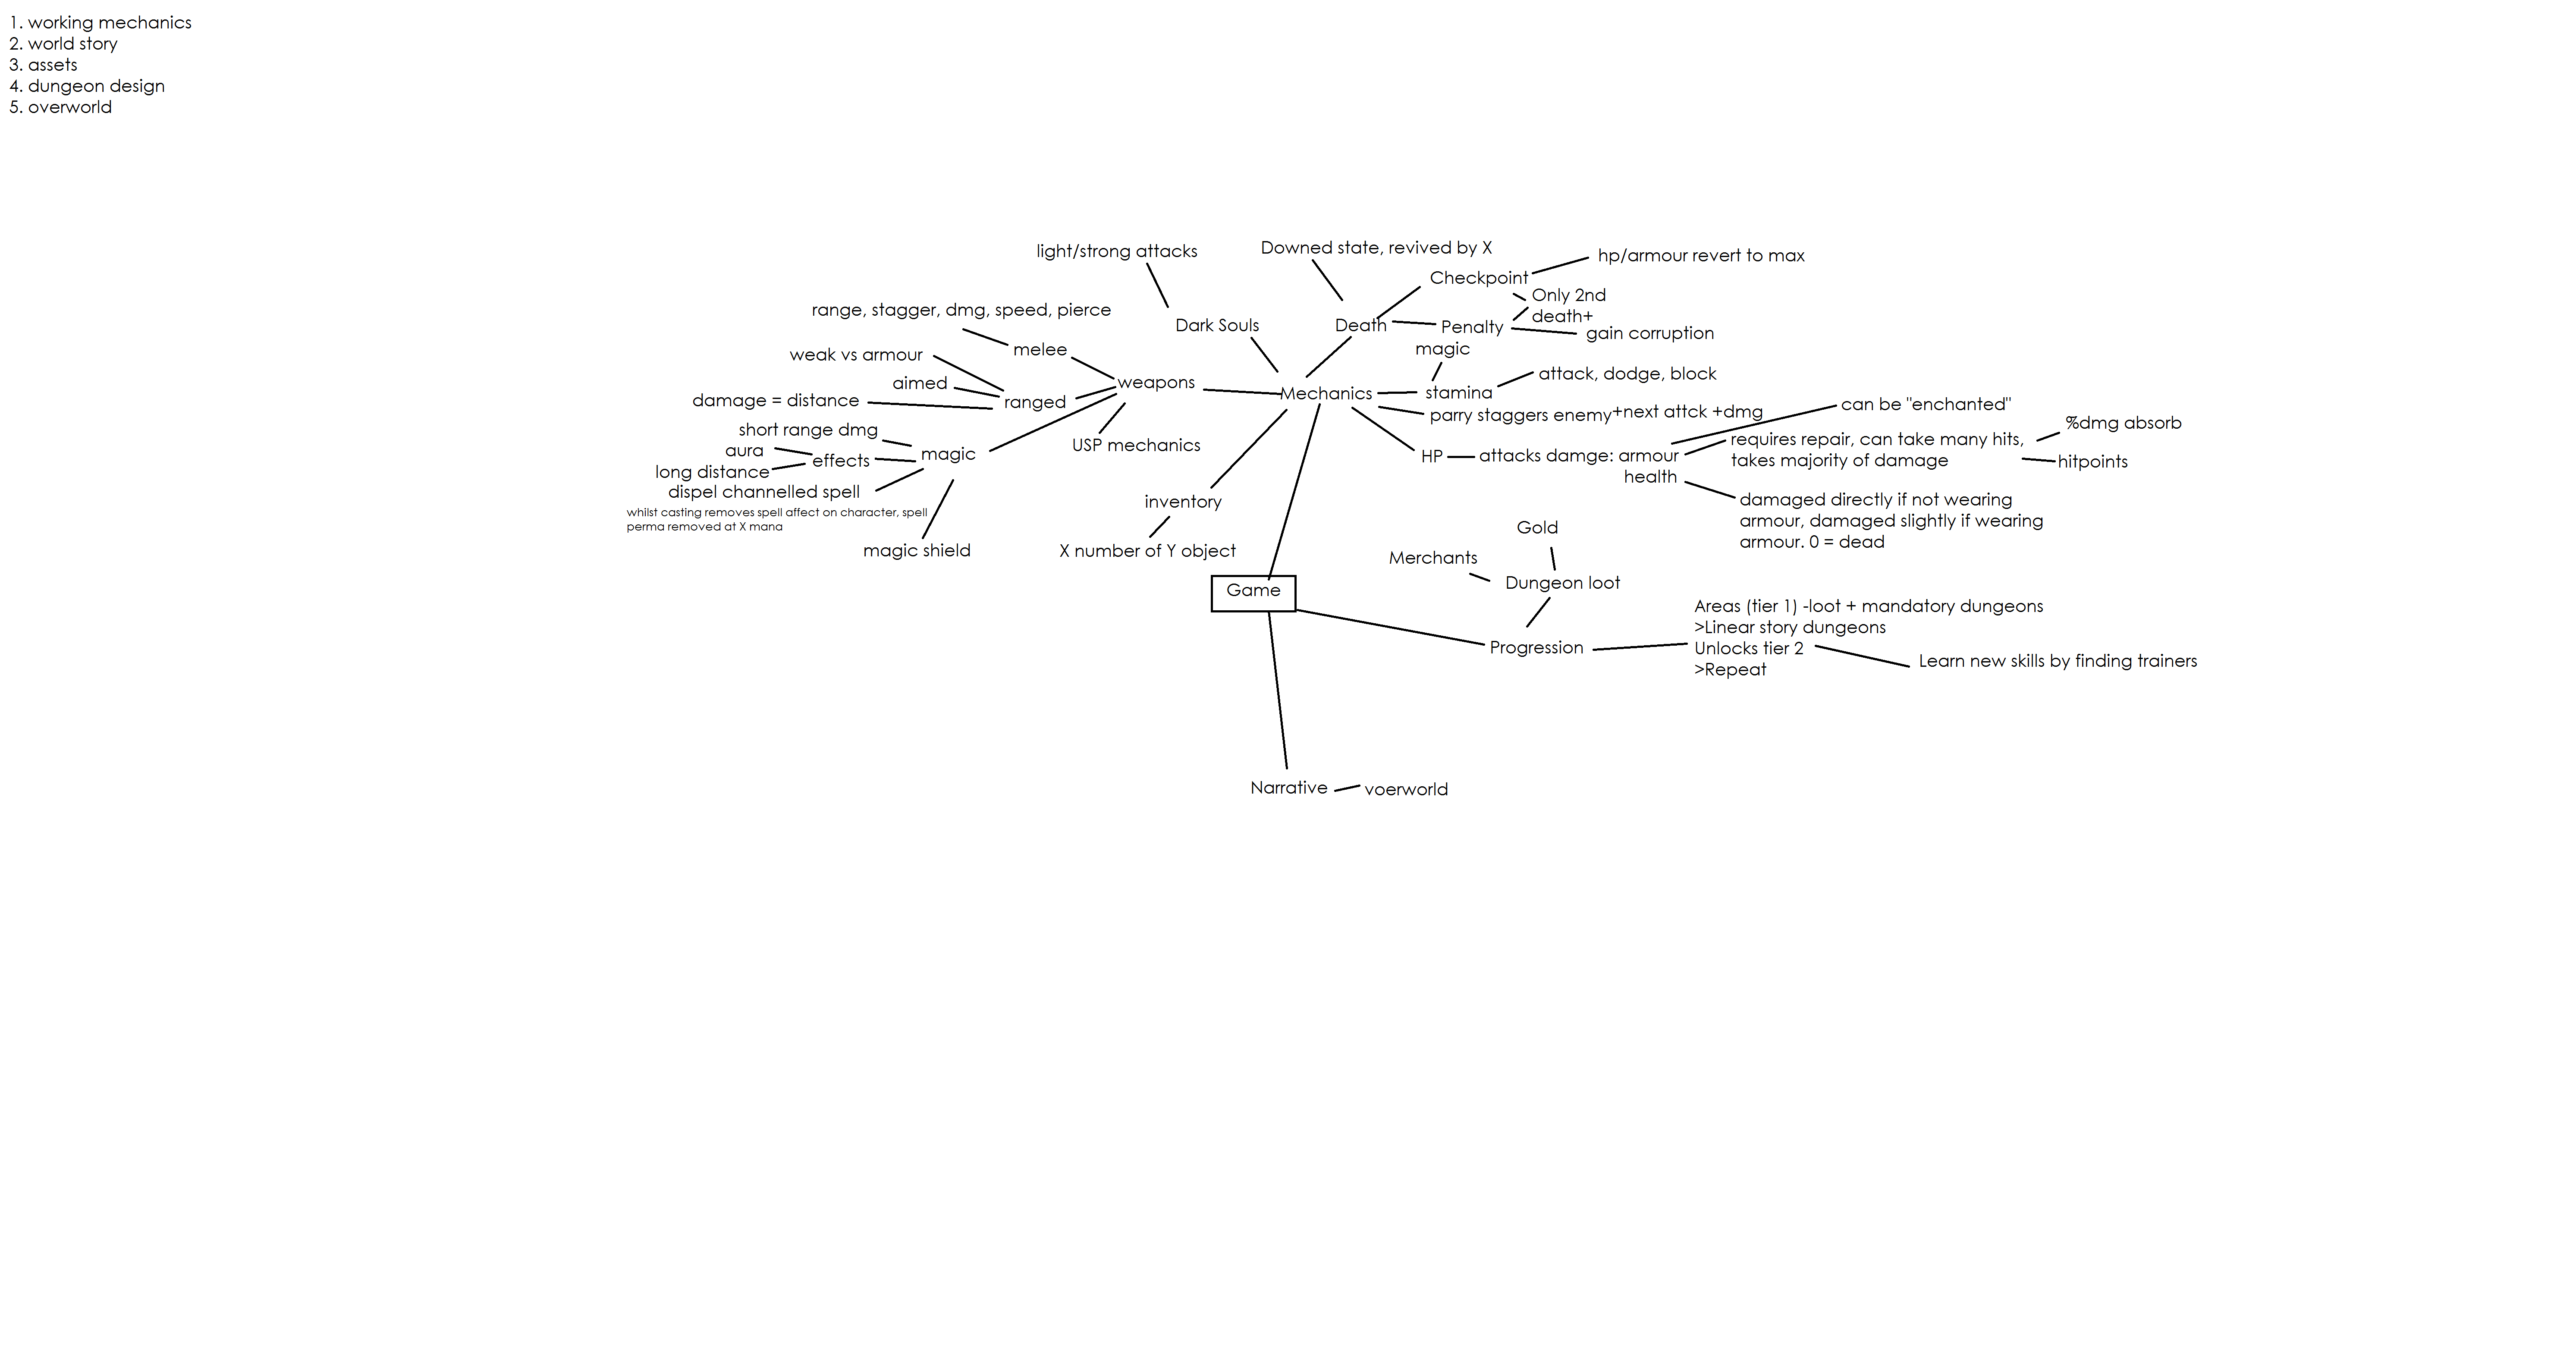 1. working mechanics
2. world story
3. assets
4. dungeon design
5. overworld
light/strong attacks
Downed state, revived by X
Checkpoint
hp/armour revert to max
Only 2nd
death+
range, stagger, dmg, speed, pierce
Dark Souls
Death
Penalty
gain corruption
melee
magic
weak vs armour
weapons
Mechanics
stamina
attack, dodge, block
aimed
ranged
damage = distance
parry staggers enemy+next attck +dmg
can be "enchanted"
short range dmg
aura
effects
magic
long distance
dispel channelled spell
whilst casting removes spell affect on character, spell
perma removed at X mana
magic shield
USP mechanics
HP
attacks damge: armour
health
requires repair, can take many hits,
takes majority of damage
%dmg absorb
hitpoints
damaged directly if not wearing
armour, damaged slightly if wearing
armour. 0 = dead
inventory
X number of Y object
Gold
Merchants
Dungeon loot
Game
Progression
Areas (tier 1) -loot + mandatory dungeons
>Linear story dungeons
Unlocks tier 2
>Repeat
Learn new skills by finding trainers
Narrative
voerworld